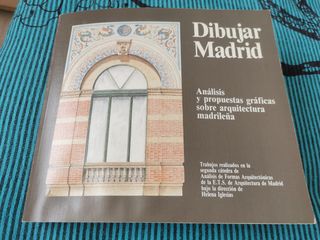 Dibujar
Madrid
Análisis
y propuestas gráficas
sobre arquitectura
madrileña
Trabajos realizados en la
segunda cátedra de
Análisis de Formas Arquitectónicas
de la E.T.S. de Arquitectura de Madrid
bajo la dirección de
Helena Iglesias